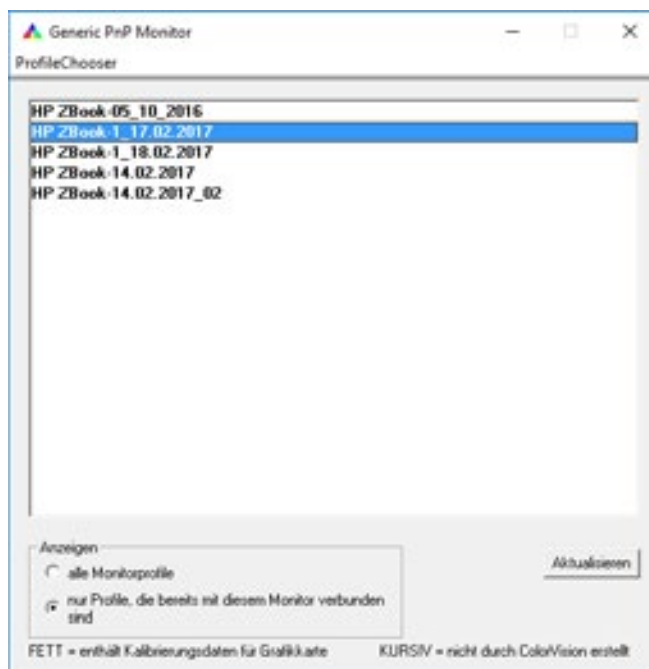 Generic PnP Monitor
ProfileChooser
HP ZBook-05_10_2016
HP ZBook-1_17.02.2017
HP ZBook-1_18.02.2017
HP ZBook-14.02.2017
HP ZBook-14.02.2017_02
Anzeigen
alle Monitorprofile
nur Profile, die bereits mit diesem Monitor verbunden
sind
Aktualisieren
FETT = enthält Kalibrierungsdaten für Grafikkarte KURSIV = nicht durch ColorVision erstellt